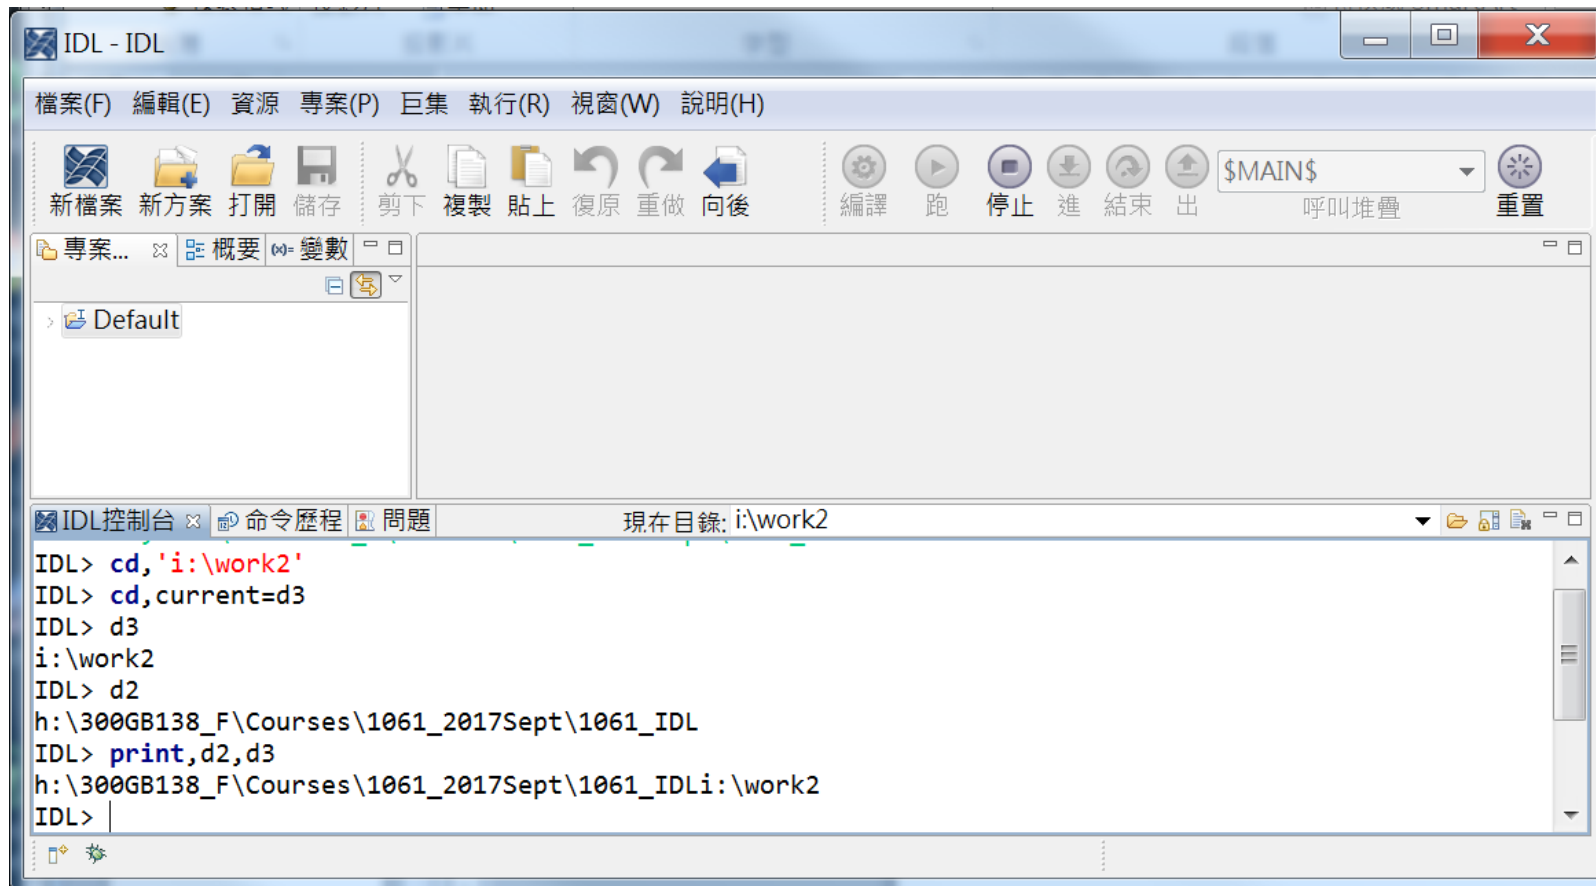 IDL - IDL
檔案(F) 編輯(E) 資源 專案(P) 巨集 執行(R) 視窗(W) 說明(H)
新檔案 新方案 打開 儲存 剪下 複製 貼上 復原 重做 向後 編譯 跑 停止 進 結束 出 $MAIN$ 呼叫堆疊 重置
專案... 概要 變數
Default
IDL控制台 命令歷程 問題 現在目錄: i:\work2
IDL> cd,'i:\work2'
IDL> cd,current=d3
IDL> d3
i:\work2
IDL> d2
h:\300GB138_F\Courses\1061_2017Sept\1061_IDL
IDL> print,d2,d3
h:\300GB138_F\Courses\1061_2017Sept\1061_IDLi:\work2
IDL>